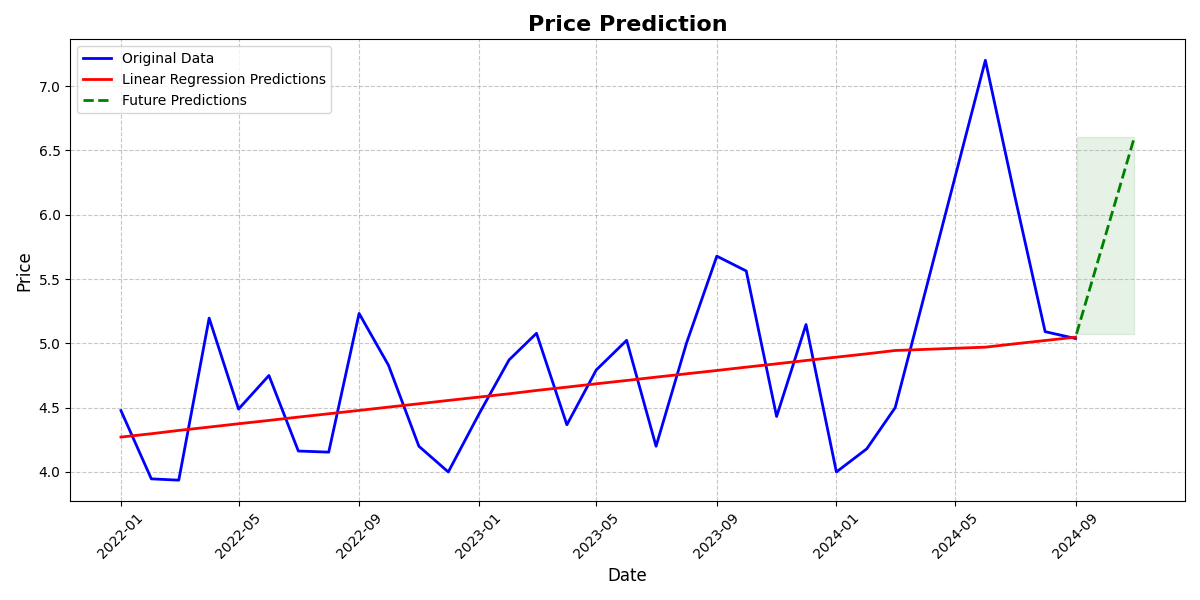 Price Prediction
Original Data
Linear Regression Predictions
Future Predictions
Price
7.0
6.5
6.0
5.5
5.0
4.5
4.0
2022-01
2022-05
2022-09
2023-01
2023-05
2023-09
2024-01
2024-05
2024-09
Date